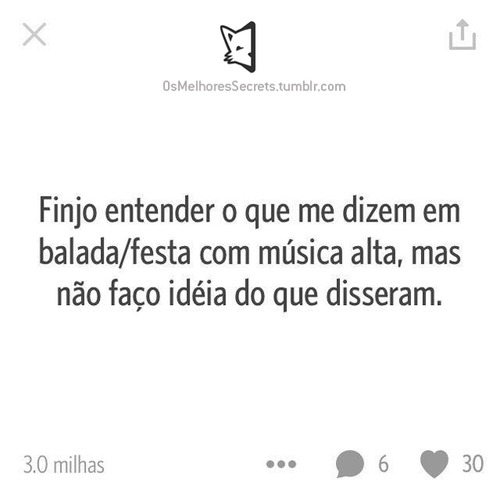 OsMelhoresSecrets.tumblr.com
Finjo entender o que me dizem em
balada/festa com música alta, mas
não faço idéia do que disseram.
3.0 milhas
6
30